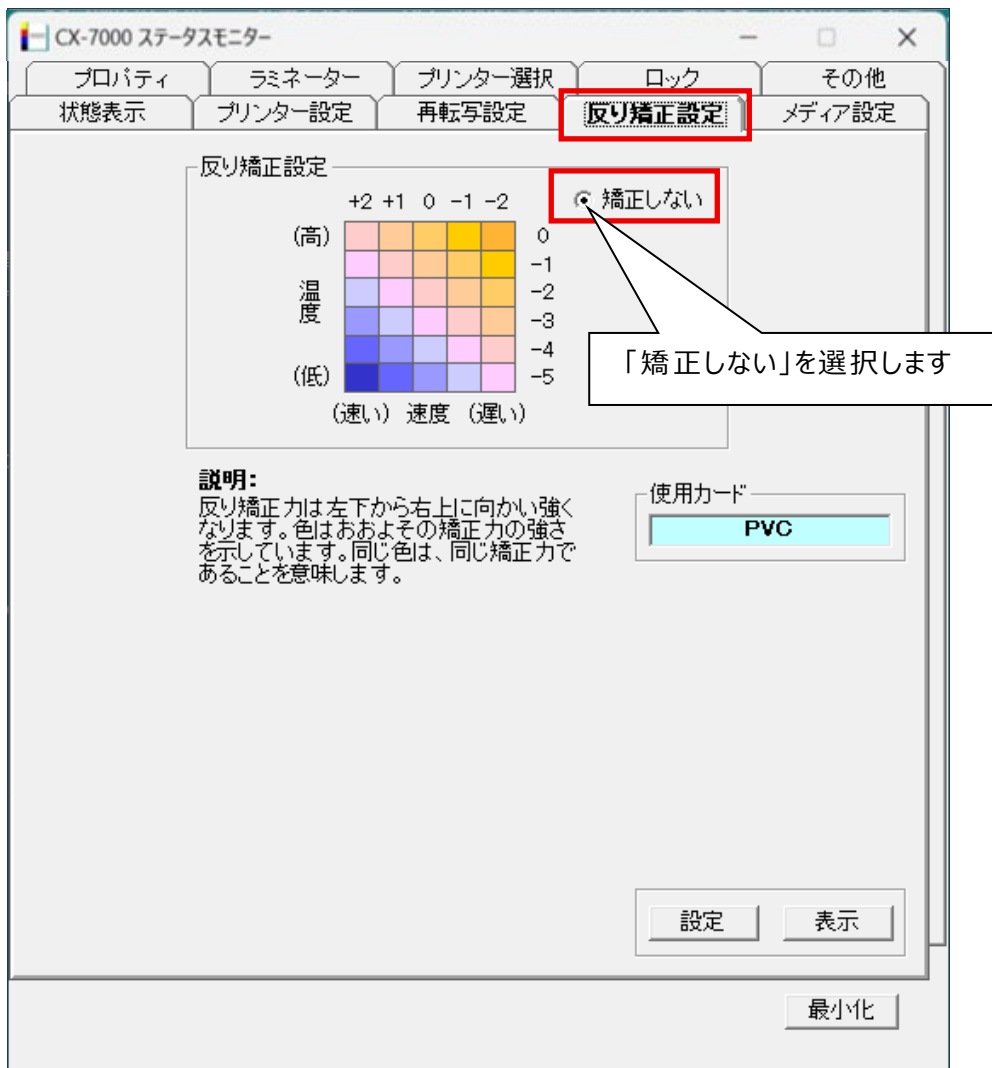 CX-7000 ステータスモニター
プロパティ ラミネーター プリンター選択 ロック その他
状態表示 プリンター設定 再転写設定 反り矯正設定 メディア設定
反り矯正設定
+2 +1 0 -1 -2
矯正しない
(高)
0
-1
温度
-2
-3
-4
(低)
-5
(速い) 速度 (遅い)
「矯正しない」を選択します
説明:
反り矯正力は左下から右上に向かい強く
なります。色はおおよその矯正力の強さ
を示しています。同じ色は、同じ矯正力で
あることを意味します。
使用カード
PVC
設定 表示
最小化